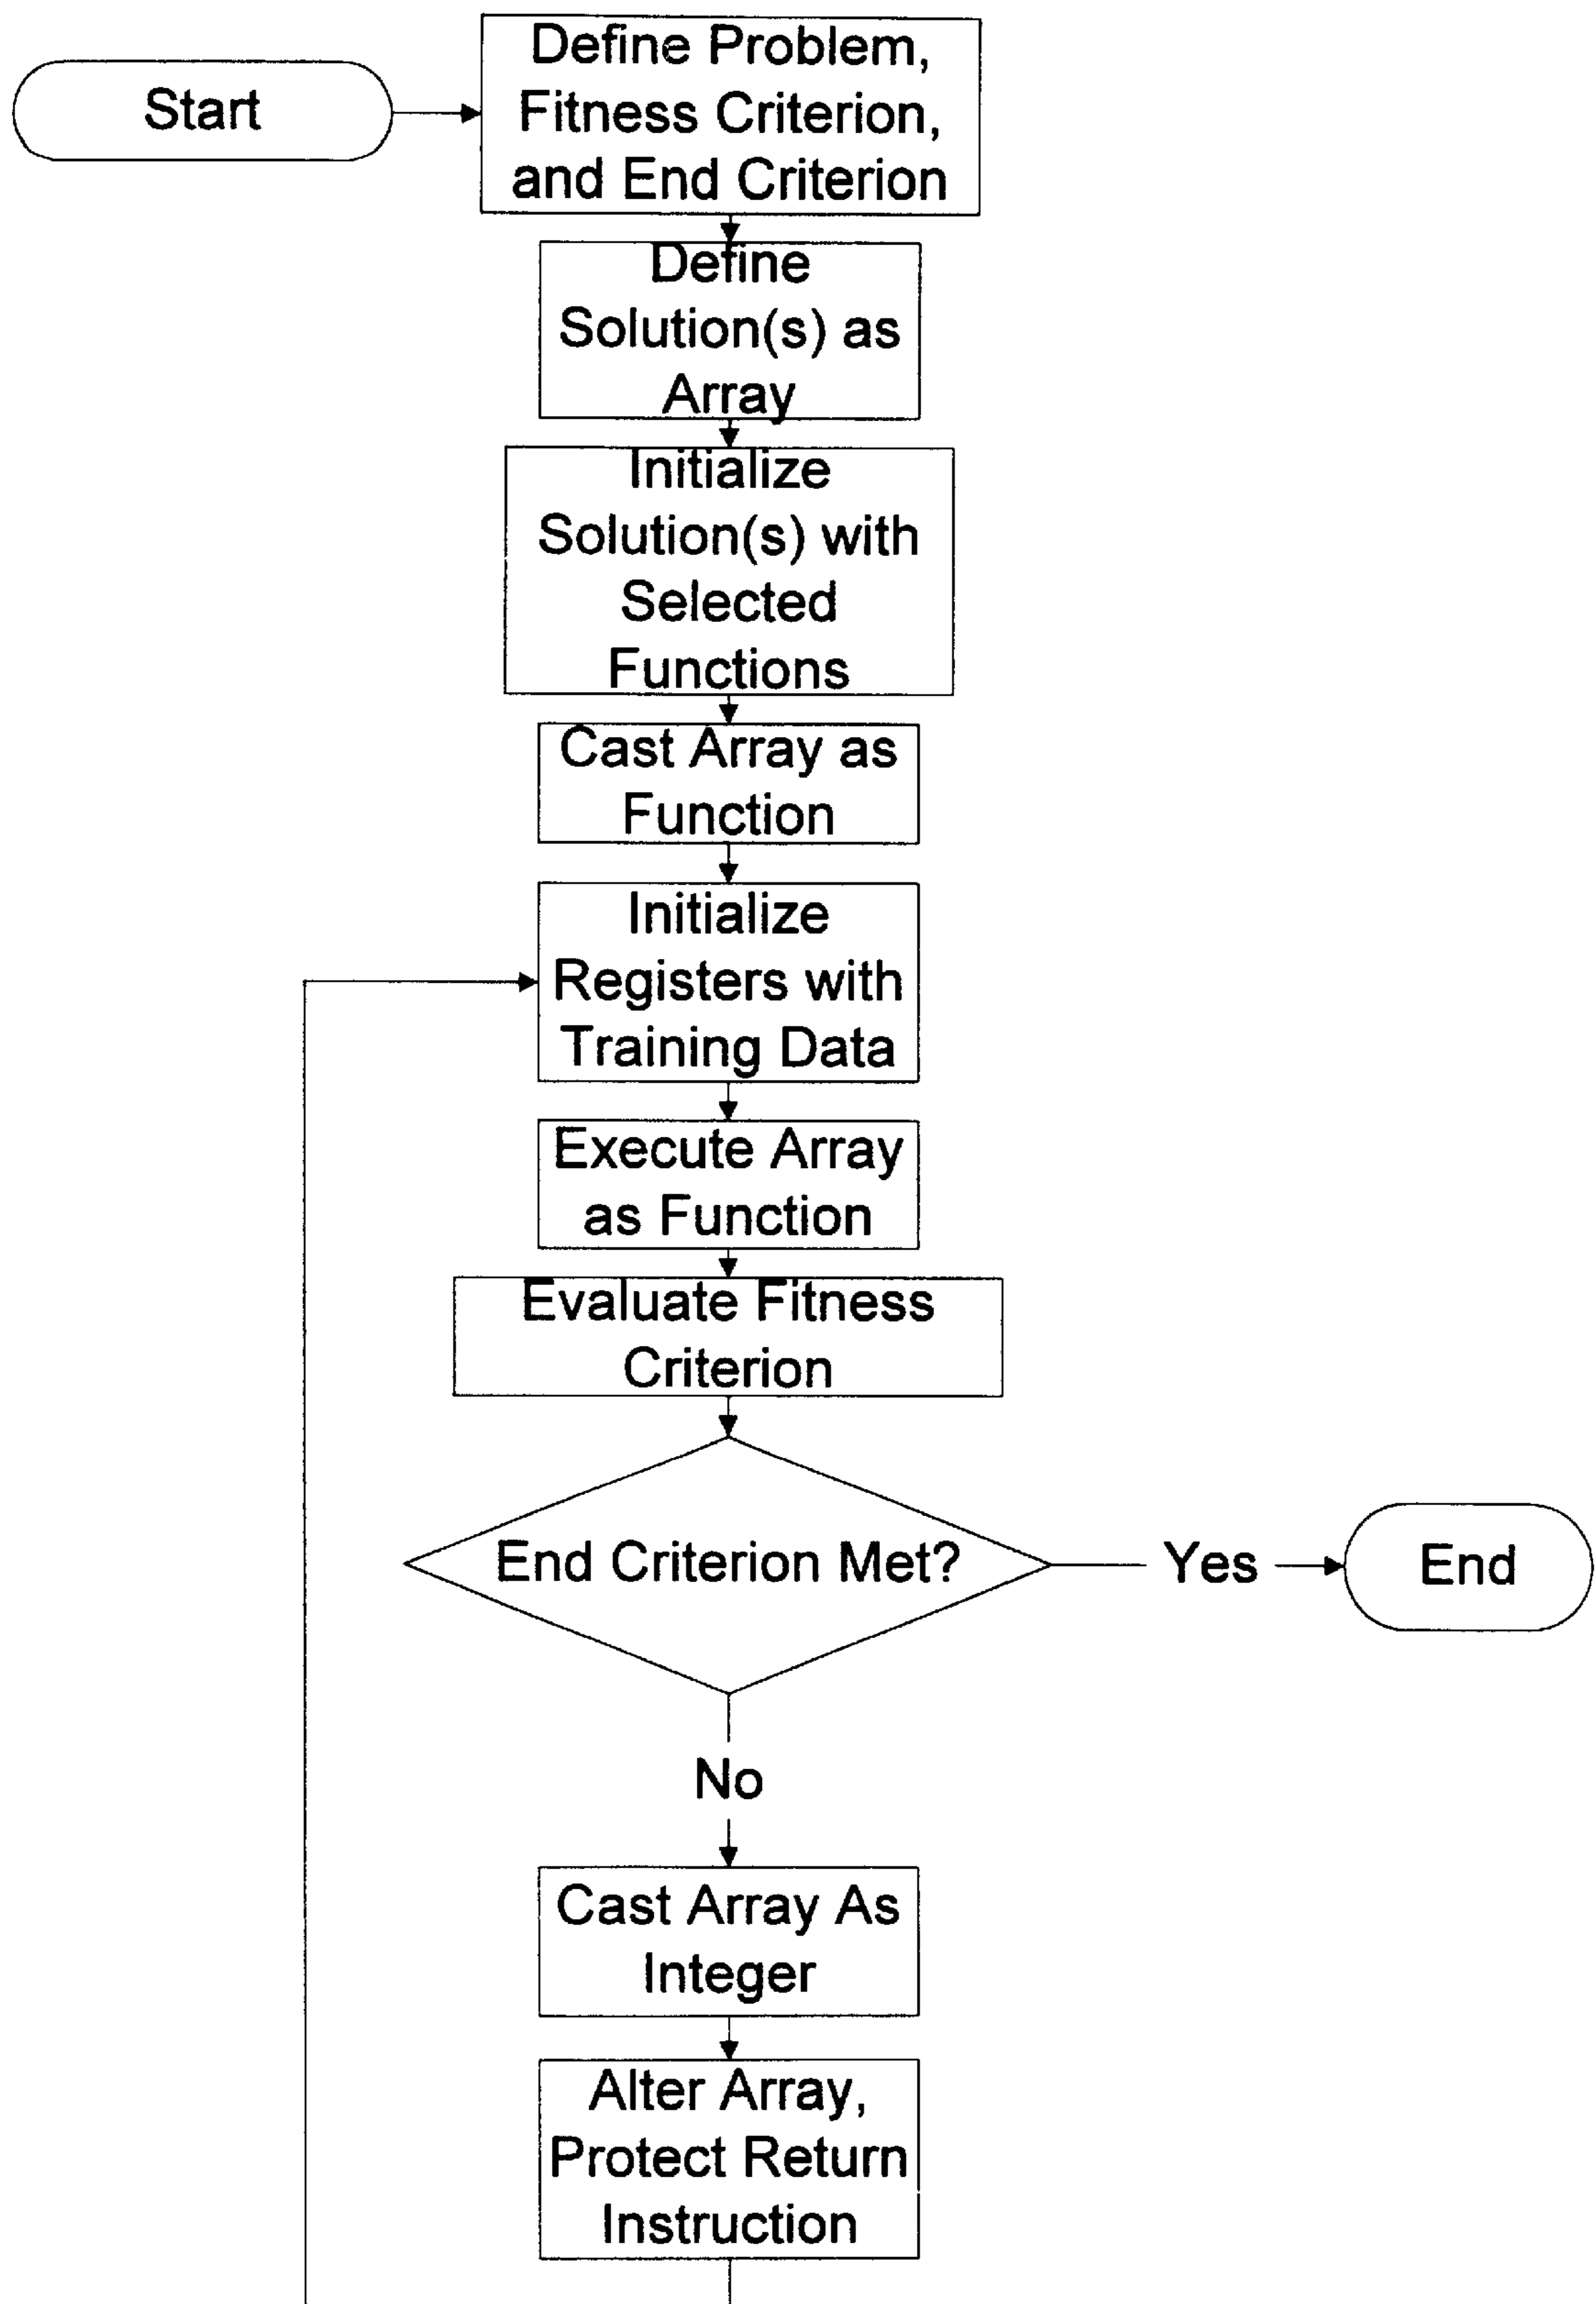 Start
Define Problem,
Fitness Criterion,
and End Criterion
Define
Solution(s) as
Array
Initialize
Solution(s) with
Selected
Functions
Cast Array as
Function
Initialize
Registers with
Training Data
Execute Array
as Function
Evaluate Fitness
Criterion
End Criterion Met?
Yes
End
No
Cast Array As
Integer
Alter Array,
Protect Return
Instruction